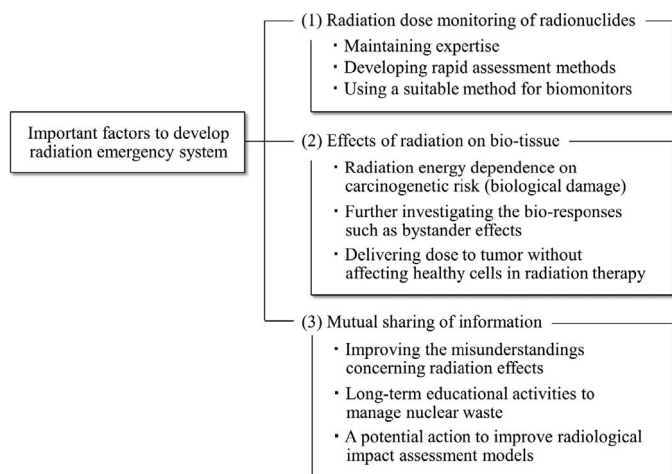 Important factors to develop
radiation emergency system
(1) Radiation dose monitoring of radionuclides
・Maintaining expertise
・Developing rapid assessment methods
・Using a suitable method for biomonitors
(2) Effects of radiation on bio-tissue
・Radiation energy dependence on
carcinogenetic risk (biological damage)
・Further investigating the bio-responses
such as bystander effects
・Delivering dose to tumor without
affecting healthy cells in radiation therapy
(3) Mutual sharing of information
・Improving the misunderstandings
concerning radiation effects
・Long-term educational activities to
manage nuclear waste
・A potential action to improve radiological
impact assessment models